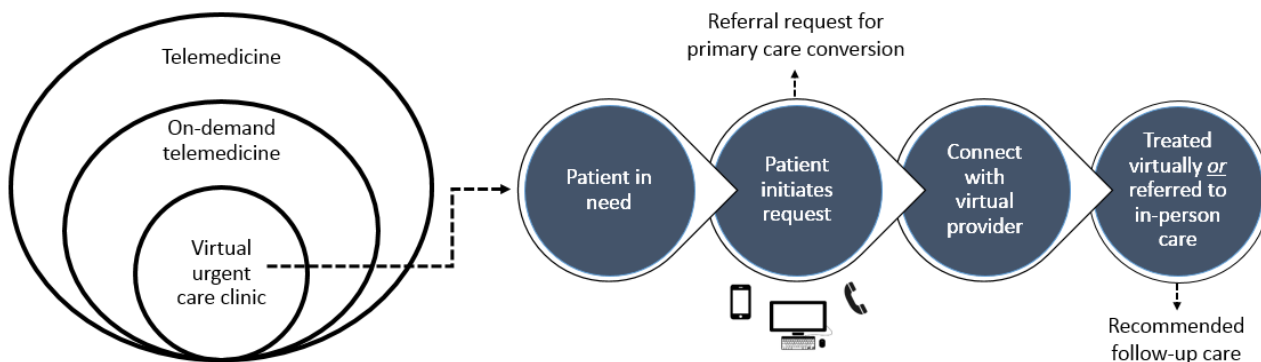 Telemedicine
On-demand
telemedicine
Virtual
urgent
care clinic
Referral request for
primary care conversion
Patient in
need
Patient
initiates
request
Connect
with
virtual
provider
Treated
virtually or
referred to
in-person
care
Recommended
follow-up care